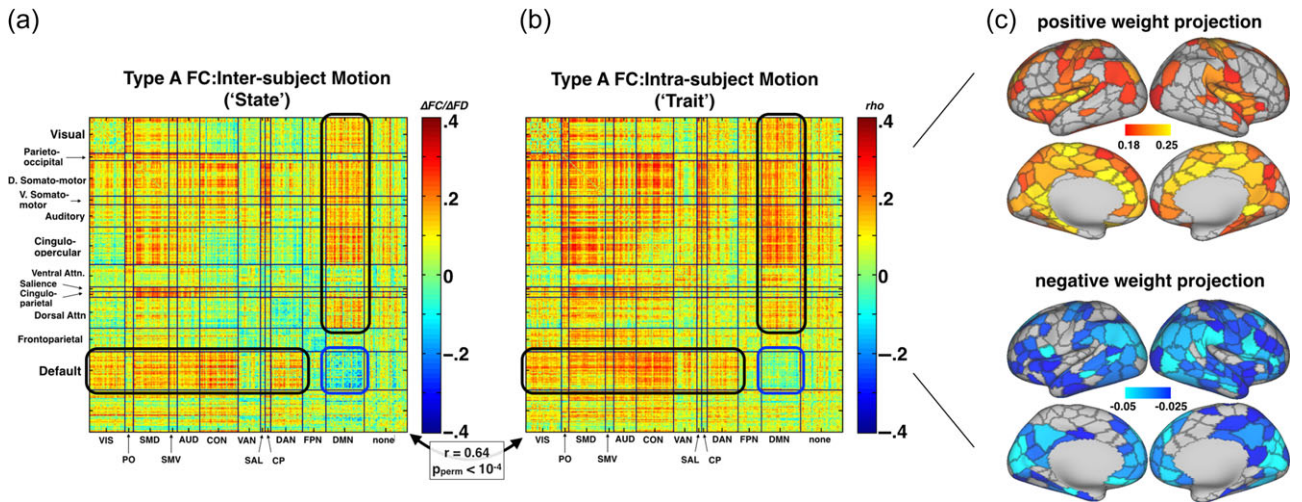 (a)
Type A FC:Inter-subject Motion
('State')
ΔFC/ΔFD
.4
.2
0
-.2
-.4
Visual
Parieto-
occipital
D. Somato-motor
V. Somato-
motor
Auditory
Cingulo-
opercular
Ventral Attn.
Salience
Cingulo-
parietal
Dorsal Attn
Frontoparietal
Default
VIS
SMD
AUD
CON
VAN
DAN
FPN
DMN
none
PO
SMV
SAL
CP
r = 0.64
pperm < 10-4
(b)
Type A FC:Intra-subject Motion
('Trait')
rho
.4
.2
0
-.2
-.4
VIS
SMD
AUD
CON
VAN
DAN
FPN
DMN
none
PO
SMV
SAL
CP
(c)
positive weight projection
0.18 0.25
negative weight projection
-0.05 -0.025